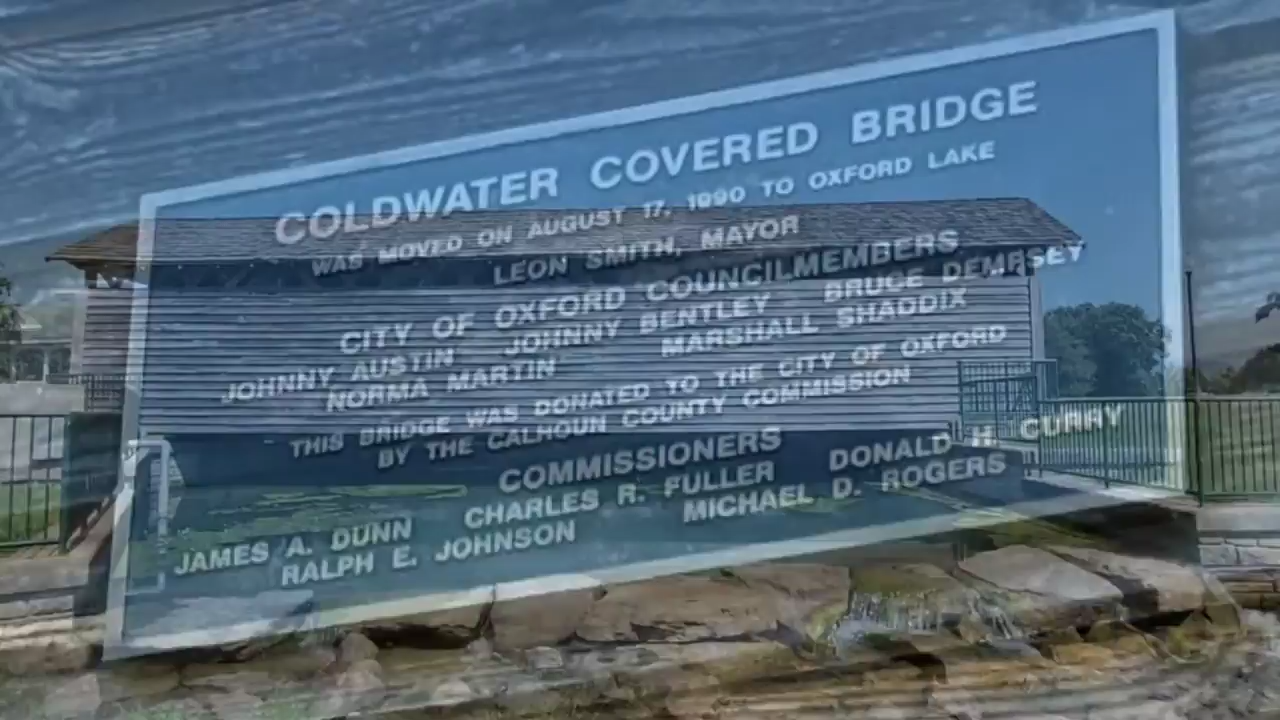 COLDWATER COVERED BRIDGE
WAS MOVED ON AUGUST 17, 1990 TO OXFORD LAKE
LEON SMITH, MAYOR
CITY OF OXFORD COUNCILMEMBERS
JOHNNY AUSTIN JOHNNY BENTLEY BRUCE DEMPSEY
NORMA MARTIN MARSHALL SHADDIX
THIS BRIDGE WAS DONATED TO THE CITY OF OXFORD
BY THE CALHOUN COUNTY COMMISSION
COMMISSIONERS
JAMES A. DUNN CHARLES R. FULLER DONALD H. CURRY
RALPH E. JOHNSON MICHAEL D. ROGERS